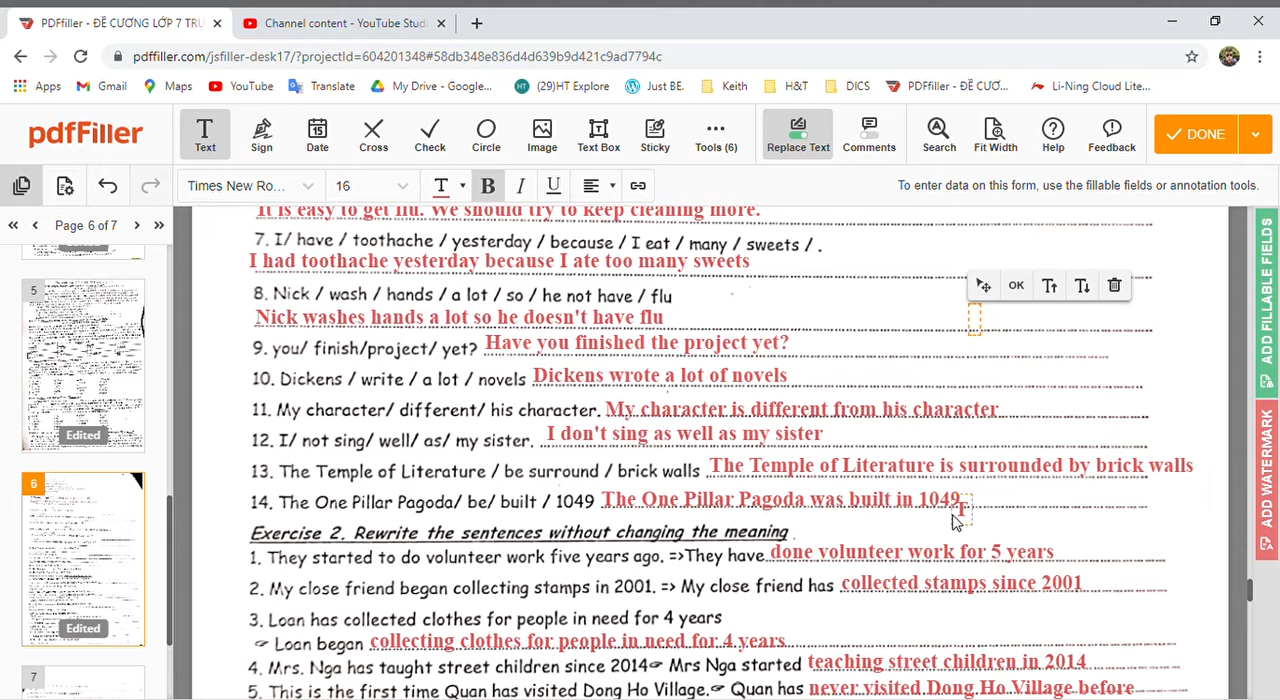 PDFfiller - ĐỀ CƯƠNG LỚP 7 TRƯ
Channel content - YouTube Studi
pdffiller.com/jsfiller-desk17/?projectId=604201348#58db348e836d4d639b9d421c9ad7794c
Apps Gmail Maps YouTube Translate My Drive - Google... (29)HT Explore Just BE. Keith H&T DICS PDFfiller - ĐỀ CƯƠ... Li-Ning Cloud Lite...
pdfFiller
Text Sign Date Cross Check Circle Image Text Box Sticky Tools (6) Replace Text Comments Search Fit Width Help Feedback DONE
Times New Ro... 16 T B I U To enter data on this form, use the fillable fields or annotation tools.
Page 6 of 7
5
Edited
6
Edited
7
It is easy to get flu. We should try to keep cleaning more.
7. I/ have / toothache / yesterday / because / I eat / many / sweets / .
I had toothache yesterday because I ate too many sweets
OK
8. Nick / wash / hands / a lot / so / he not have / flu
Nick washes hands a lot so he doesn't have flu
9. you/ finish/project/ yet? Have you finished the project yet?
10. Dickens / write / a lot / novels Dickens wrote a lot of novels
11. My character/ different/ his character. My character is different from his character
12. I/ not sing/ well/ as/ my sister. I don't sing as well as my sister
13. The Temple of Literature / be surround / brick walls The Temple of Literature is surrounded by brick walls
14. The One Pillar Pagoda/ be/ built / 1049 The One Pillar Pagoda was built in 1049
Exercise 2. Rewrite the sentences without changing the meaning.
1. They started to do volunteer work five years ago. =>They have done volunteer work for 5 years
2. My close friend began collecting stamps in 2001. => My close friend has collected stamps since 2001
3. Loan has collected clothes for people in need for 4 years
Loan began collecting clothes for people in need for 4 years
4. Mrs. Nga has taught street children since 2014 Mrs Nga started teaching street children in 2014
5. This is the first time Quan has visited Dong Ho Village. Quan has never visited Dong Ho Village before
ADD FILLABLE FIELDS
ADD WATERMARK